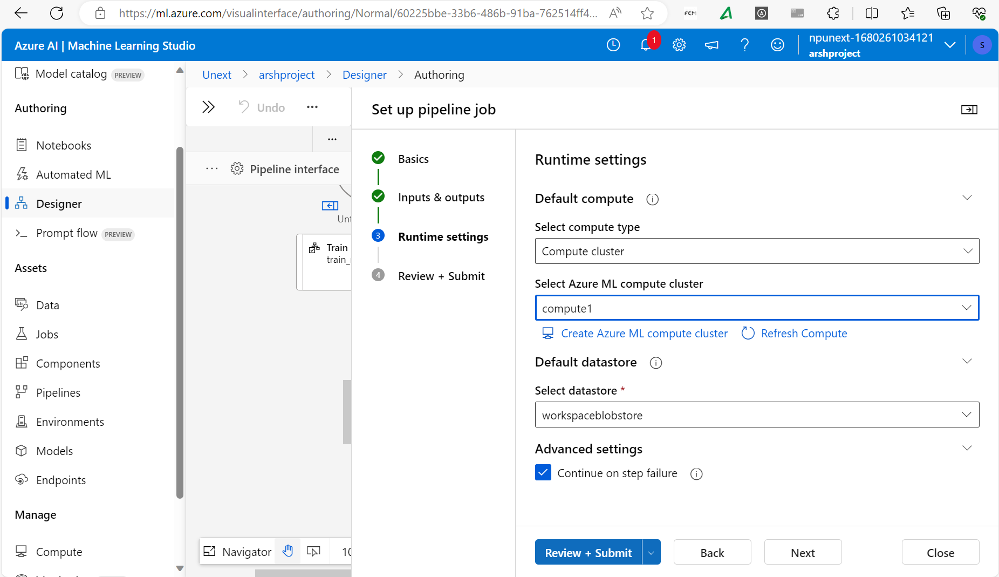 https://ml.azure.com/visualinterface/authoring/Normal/60225bbe-33b6-486b-91ba-762514ff4...
FCM
Azure AI | Machine Learning Studio
1
npunext-1680261034121
arshproject
S
Model catalog PREVIEW
Authoring
Notebooks
Automated ML
Designer
Prompt flow PREVIEW
Assets
Data
Jobs
Components
Pipelines
Environments
Models
Endpoints
Manage
Compute
Unext > arshproject > Designer > Authoring
Undo
Pipeline interface
Unt
Train
train_
Navigator
10
Set up pipeline job
Basics
Inputs & outputs
3 Runtime settings
4 Review + Submit
Runtime settings
Default compute
Select compute type
Compute cluster
Select Azure ML compute cluster
compute1
Create Azure ML compute cluster Refresh Compute
Default datastore
Select datastore *
workspaceblobstore
Advanced settings
Continue on step failure
Review + Submit Back Next Close